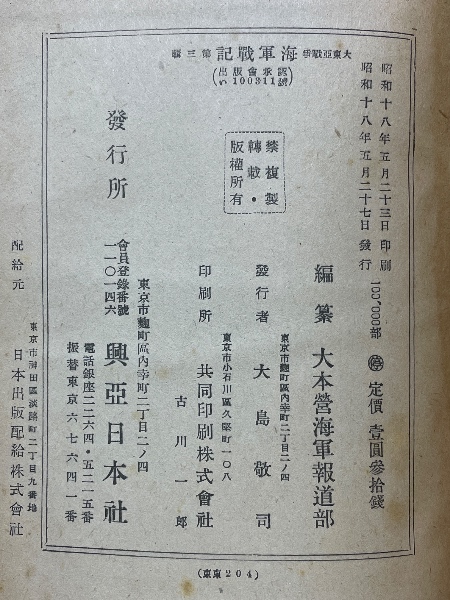 大東亞戰爭 海軍戰記 第三輯
(出版會承認 い100311號)
昭和十八年五月二十三日印刷
昭和十八年五月二十七日發行
100,000部
停 定價 壹圓參拾錢
禁複製
轉載・
版權所有
編纂 大本營海軍報道部
東京市麴町區內幸町二丁目二ノ四
發行者 大島敬司
東京市小石川區久堅町一〇八
印刷所 共同印刷株式會社
古川一郎
發行所
東京市麴町區內幸町二丁目二ノ四
會員登錄番號
一一〇一四六
興亞日本社
電話銀座二二六四・五二一五番
振替東京六七六四一番
配給元
東京市神田區淡路町二丁目九番地
日本出版配給株式會社
(東東204)